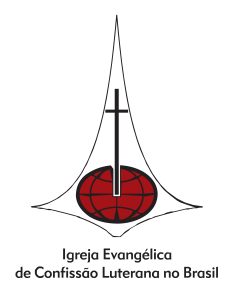 Igreja Evangélica
de Confissão Luterana no Brasil